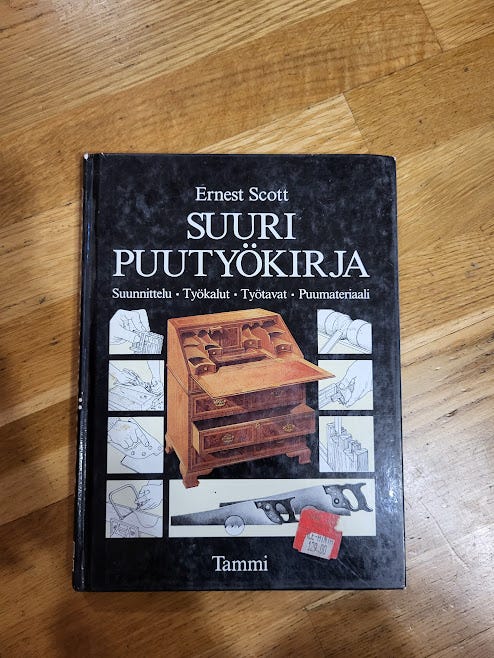 Ernest Scott
SUURI
PUUTYÖKIRJA
Suunnittelu • Työkalut • Työtavat • Puumateriaali
Tammi